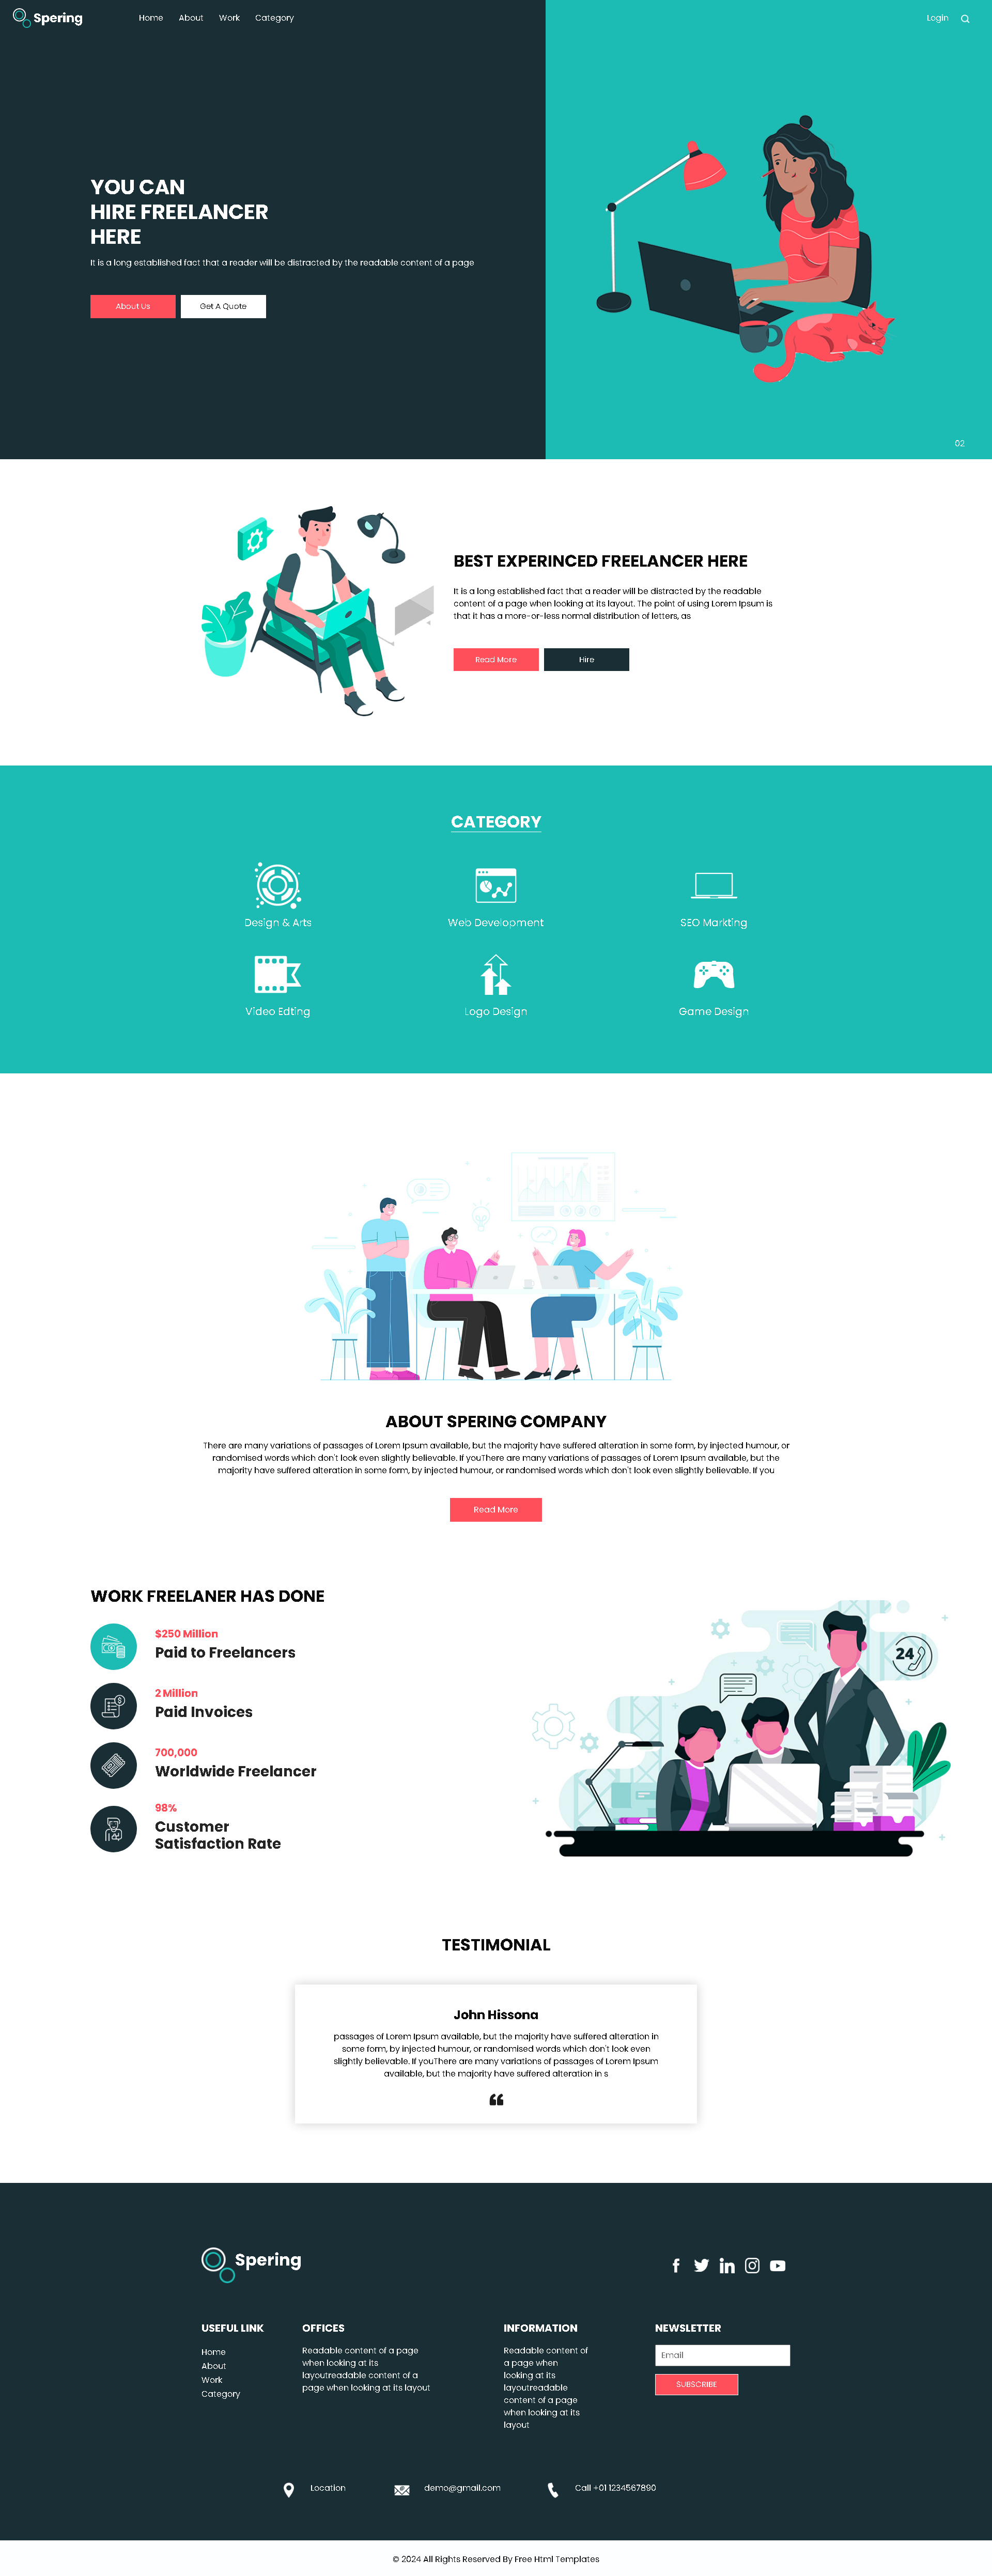 Spering
Home About Work Category
Login
YOU CAN
HIRE FREELANCER
HERE
It is a long established fact that a reader will be distracted by the readable content of a page
About Us
Get A Quote
02
BEST EXPERINCED FREELANCER HERE
It is a long established fact that a reader will be distracted by the readable
content of a page when looking at its layout. The point of using Lorem Ipsum is
that it has a more-or-less normal distribution of letters, as
Read More
Hire
CATEGORY
Design & Arts
Web Development
SEO Markting
Video Edting
Logo Design
Game Design
ABOUT SPERING COMPANY
There are many variations of passages of Lorem Ipsum available, but the majority have suffered alteration in some form, by injected humour, or
randomised words which don't look even slightly believable. If youThere are many variations of passages of Lorem Ipsum available, but the
majority have suffered alteration in some form, by injected humour, or randomised words which don't look even slightly believable. If you
Read More
WORK FREELANER HAS DONE
$250 Million
Paid to Freelancers
2 Million
Paid Invoices
700,000
Worldwide Freelancer
98%
Customer
Satisfaction Rate
24
TESTIMONIAL
John Hissona
passages of Lorem Ipsum available, but the majority have suffered alteration in
some form, by injected humour, or randomised words which don't look even
slightly believable. If youThere are many variations of passages of Lorem Ipsum
available, but the majority have suffered alteration in s
Spering
USEFUL LINK
Home
About
Work
Category
OFFICES
Readable content of a page
when looking at its
layoutreadable content of a
page when looking at its layout
INFORMATION
Readable content of
a page when
looking at its
layoutreadable
content of a page
when looking at its
layout
NEWSLETTER
Email
SUBSCRIBE
Location
demo@gmail.com
Call +01 1234567890
© 2024 All Rights Reserved By Free Html Templates